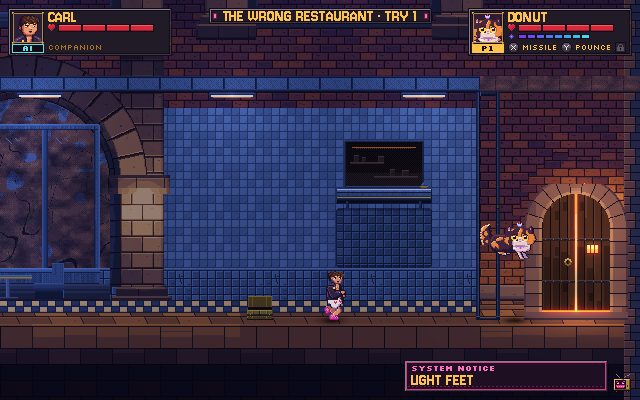 CARL
AI
COMPANION
THE WRONG RESTAURANT · TRY 1
DONUT
P1
X MISSILE Y POUNCE
SYSTEM NOTICE
LIGHT FEET